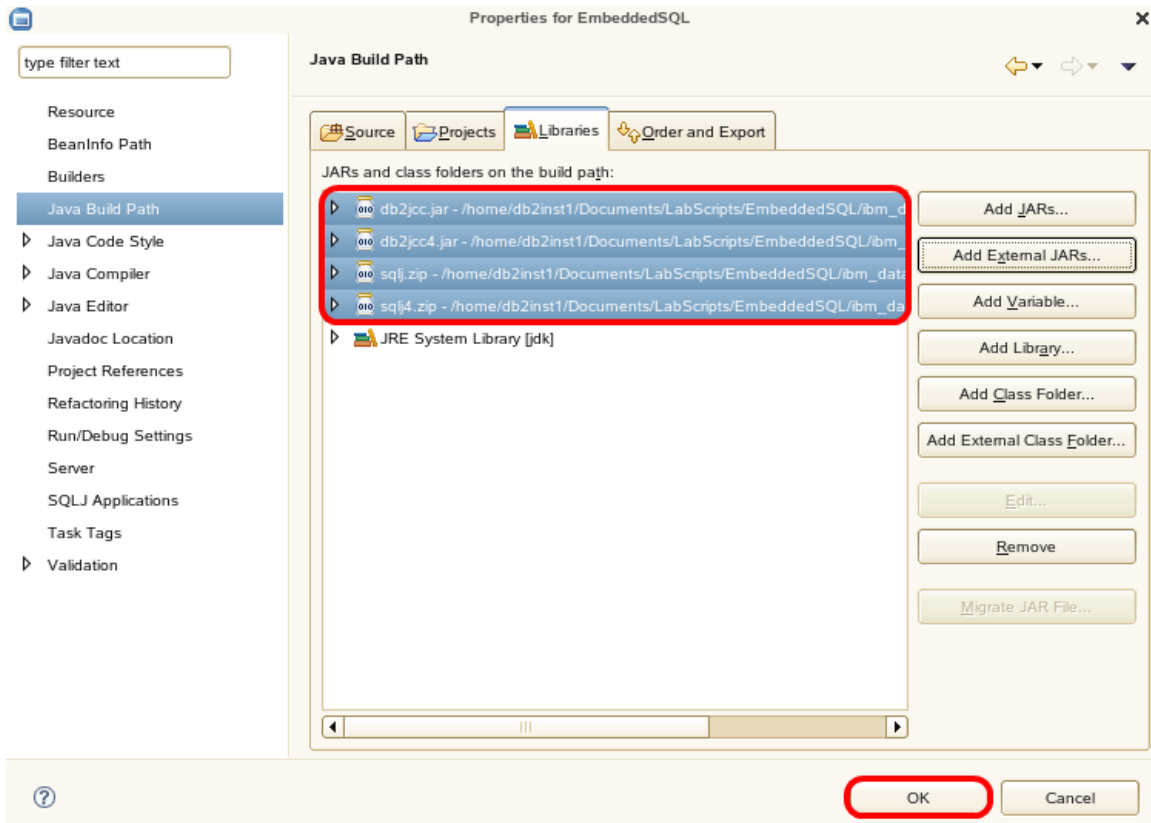 Properties for EmbeddedSQL
type filter text
Resource
BeanInfo Path
Builders
Java Build Path
Java Code Style
Java Compiler
Java Editor
Javadoc Location
Project References
Refactoring History
Run/Debug Settings
Server
SQLJ Applications
Task Tags
Validation
Java Build Path
Source
Projects
Libraries
Order and Export
JARs and class folders on the build path:
db2jcc.jar - /home/db2inst1/Documents/LabScripts/EmbeddedSQL/ibm_d
db2jcc4.jar - /home/db2inst1/Documents/LabScripts/EmbeddedSQL/ibm_
sqlj.zip - /home/db2inst1/Documents/LabScripts/EmbeddedSQL/ibm_data
sqlj4.zip - /home/db2inst1/Documents/LabScripts/EmbeddedSQL/ibm_da
JRE System Library [jdk]
Add JARs...
Add External JARs...
Add Variable...
Add Library...
Add Class Folder...
Add External Class Folder...
Edit...
Remove
Migrate JAR File...
OK
Cancel